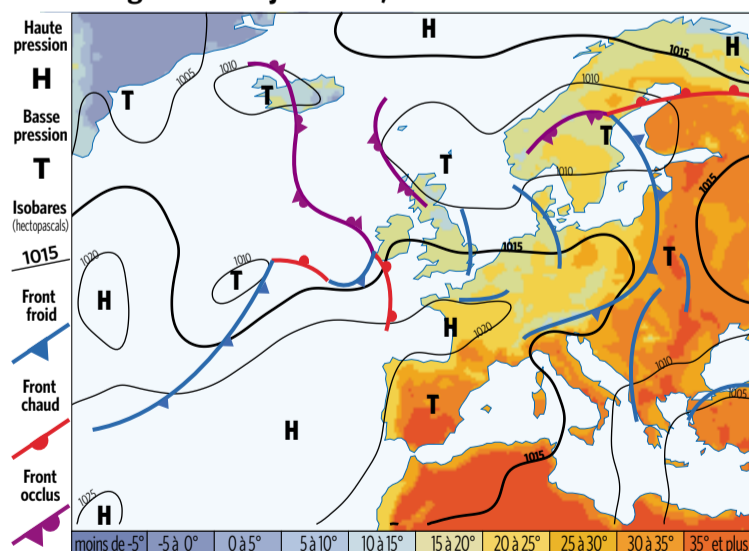 Haute
pression
H
Basse
pression
T
Isobares
(hectopascals)
1015
Front
froid
Front
chaud
Front
occlus
H
H
1015
1005
1010
T
T
1010
T
T
1010
1015
1015
T
1020
H
1010
T
H
1020
1010
T
1005
H
1015
1025
H
moins de -5°
-5 à 0°
0 à 5°
5 à 10°
10 à 15°
15 à 20°
20 à 25°
25 à 30°
30 à 35°
35° et plus